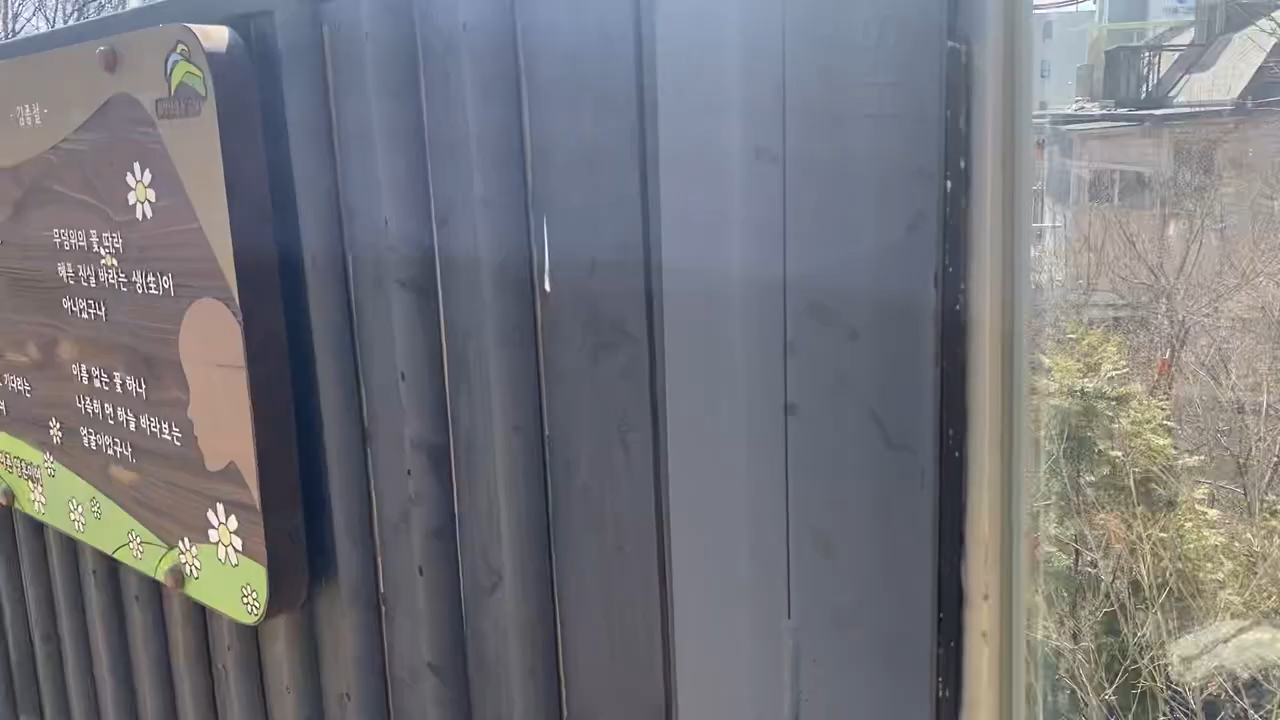 - 김종철 -
무덤위의 꽃 따라
해픈 진실 바라는 생(生)이
아니었구나
이름 없는 꽃 하나
나즉히 먼 하늘 바라보는
얼굴이었구나.
기다리는